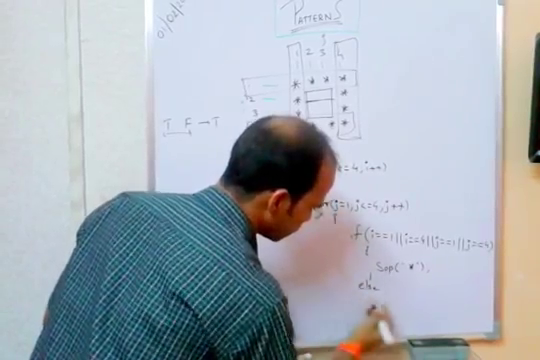 01/02/
PATTERNS
1 2 3 4
* * * *
2 *
3 *
T F → T
* *
=4, i++)
(j=1, j<=4, j++)
if (i==1||i==4||j==1||j==4)
{
Sop("*");
else